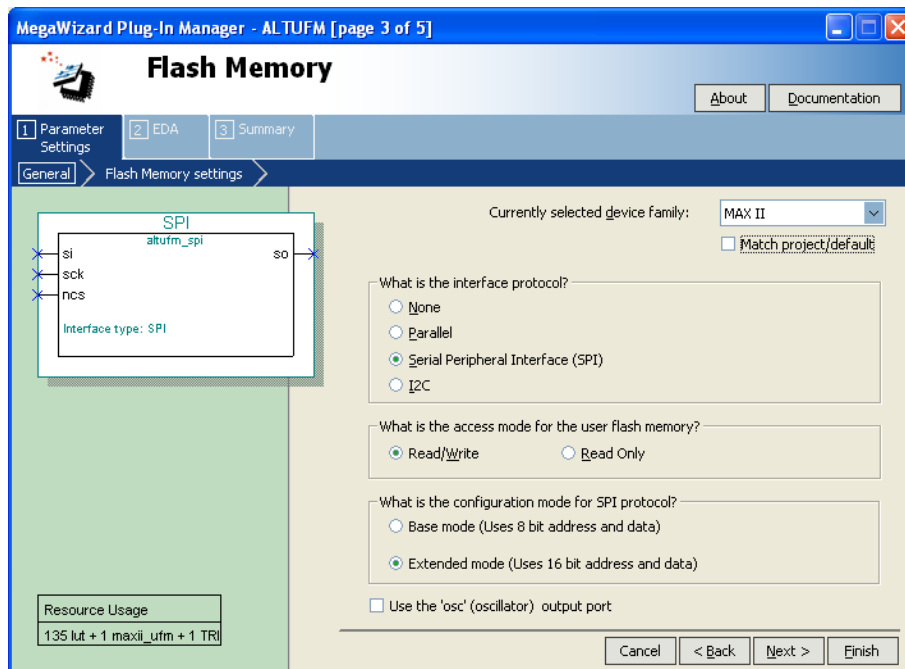 MegaWizard Plug-In Manager - ALTUFM [page 3 of 5]
Flash Memory
About
Documentation
1 Parameter Settings
2 EDA
3 Summary
General
Flash Memory settings
SPI
altufm_spi
si
so
sck
ncs
Interface type: SPI
Currently selected device family:
MAX II
Match project/default
What is the interface protocol?
None
Parallel
Serial Peripheral Interface (SPI)
I2C
What is the access mode for the user flash memory?
Read/Write
Read Only
What is the configuration mode for SPI protocol?
Base mode (Uses 8 bit address and data)
Extended mode (Uses 16 bit address and data)
Use the 'osc' (oscillator) output port
Resource Usage
135 lut + 1 maxii_ufm + 1 TRI
Cancel
< Back
Next >
Finish